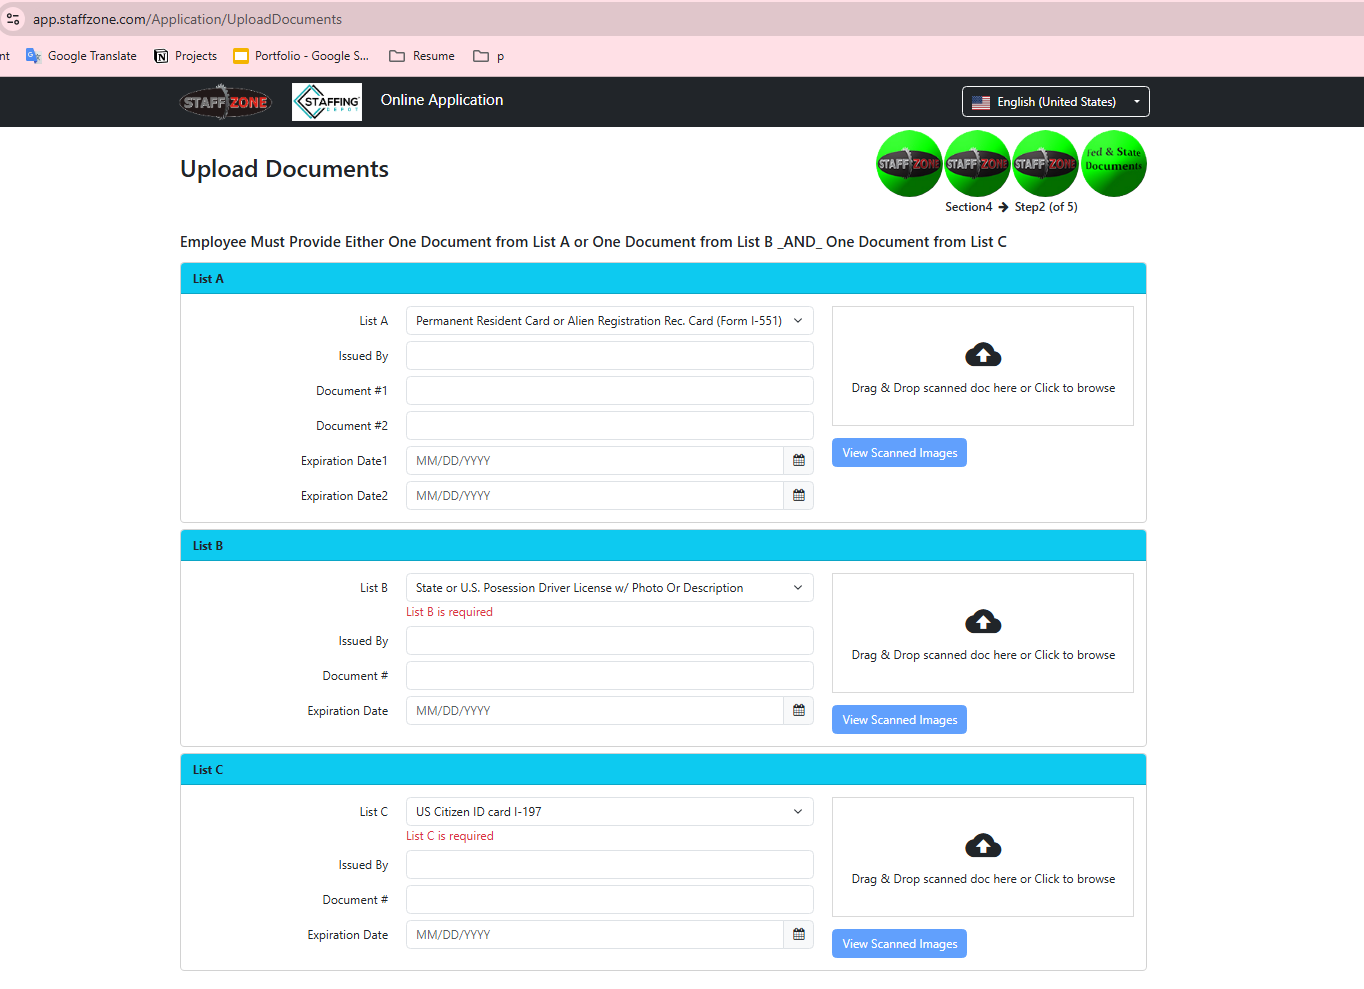 app.staffzone.com/Application/UploadDocuments
nt Google Translate Projects Portfolio - Google S... Resume p
STAFF ZONE STAFFING DEPOT Online Application English (United States)
Upload Documents
STAFF ZONE STAFF ZONE STAFF ZONE Fed & State Documents
Section4 → Step2 (of 5)
Employee Must Provide Either One Document from List A or One Document from List B _AND_ One Document from List C
List A
List A Permanent Resident Card or Alien Registration Rec. Card (Form I-551)
Issued By
Document #1
Document #2
Expiration Date1 MM/DD/YYYY
Expiration Date2 MM/DD/YYYY
Drag & Drop scanned doc here or Click to browse
View Scanned Images
List B
List B State or U.S. Posession Driver License w/ Photo Or Description
List B is required
Issued By
Document #
Expiration Date MM/DD/YYYY
Drag & Drop scanned doc here or Click to browse
View Scanned Images
List C
List C US Citizen ID card I-197
List C is required
Issued By
Document #
Expiration Date MM/DD/YYYY
Drag & Drop scanned doc here or Click to browse
View Scanned Images